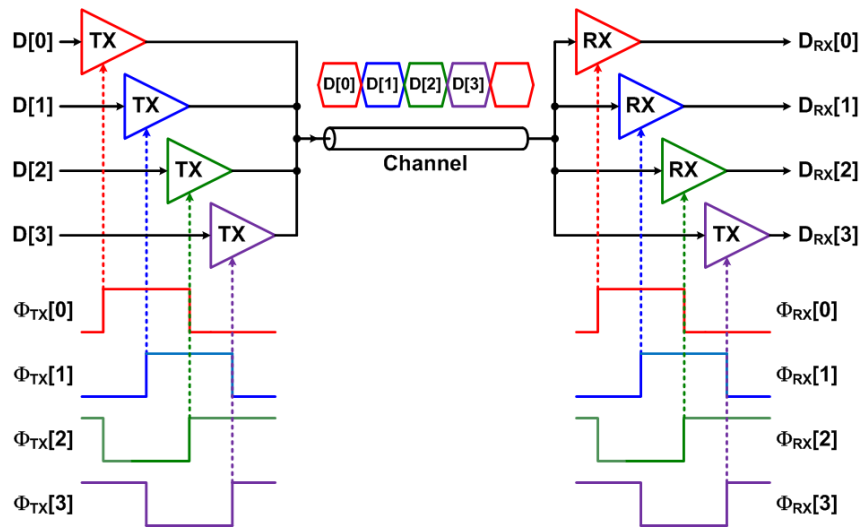 D[0] TX D[0] D[1] D[2] D[3] RX DRX[0]
D[1] TX RX DRX[1]
Channel
D[2] TX RX DRX[2]
D[3] TX TX DRX[3]
ΦTX[0] ΦRX[0]
ΦTX[1] ΦRX[1]
ΦTX[2] ΦRX[2]
ΦTX[3] ΦRX[3]